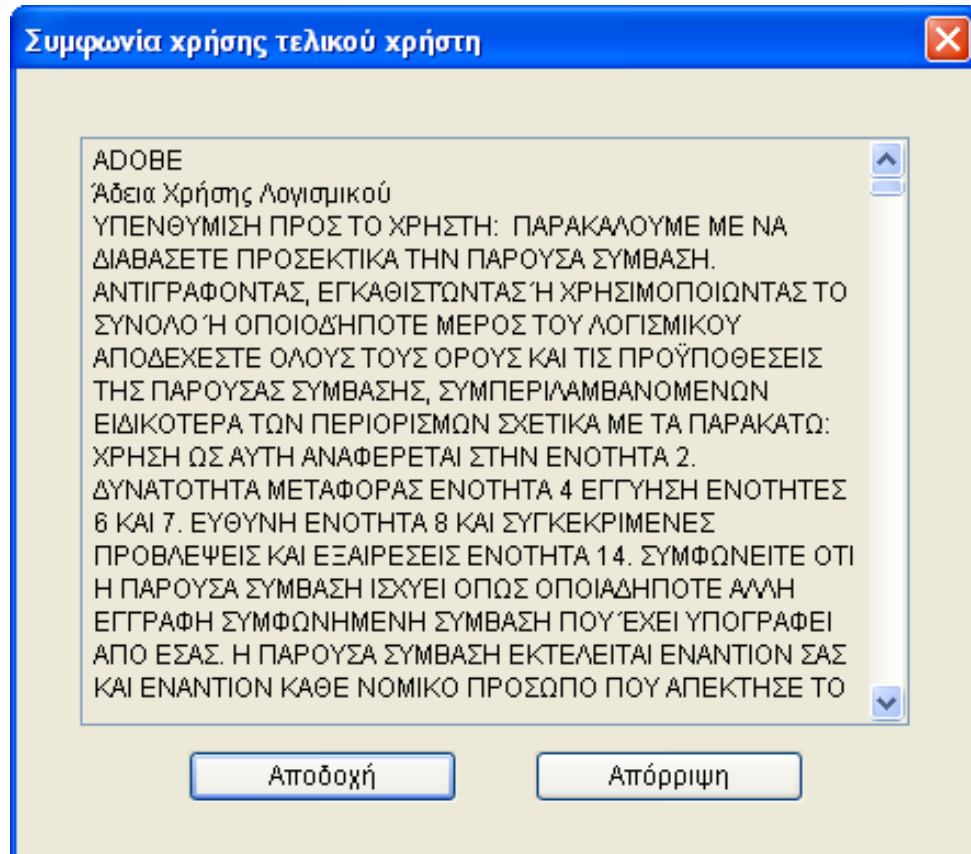 Συμφωνία χρήσης τελικού χρήστη
ADOBE
Άδεια Χρήσης Λογισμικού
ΥΠΕΝΘΥΜΙΣΗ ΠΡΟΣ ΤΟ ΧΡΗΣΤΗ:  ΠΑΡΑΚΑΛΟΥΜΕ ΜΕ ΝΑ
ΔΙΑΒΑΣΕΤΕ ΠΡΟΣΕΚΤΙΚΑ ΤΗΝ ΠΑΡΟΥΣΑ ΣΥΜΒΑΣΗ.
ΑΝΤΙΓΡΑΦΟΝΤΑΣ, ΕΓΚΑΘΙΣΤΏΝΤΑΣ Ή ΧΡΗΣΙΜΟΠΟΙΩΝΤΑΣ ΤΟ
ΣΥΝΟΛΟ Ή ΟΠΟΙΟΔΉΠΟΤΕ ΜΕΡΟΣ ΤΟΥ ΛΟΓΙΣΜΙΚΟΥ
ΑΠΟΔΕΧΕΣΤΕ ΟΛΟΥΣ ΤΟΥΣ ΟΡΟΥΣ ΚΑΙ ΤΙΣ ΠΡΟΫΠΟΘΕΣΕΙΣ
ΤΗΣ ΠΑΡΟΥΣΑΣ ΣΥΜΒΑΣΗΣ, ΣΥΜΠΕΡΙΛΑΜΒΑΝΟΜΕΝΩΝ
ΕΙΔΙΚΟΤΕΡΑ ΤΩΝ ΠΕΡΙΟΡΙΣΜΩΝ ΣΧΕΤΙΚΑ ΜΕ ΤΑ ΠΑΡΑΚΑΤΩ:
ΧΡΗΣΗ ΩΣ ΑΥΤΗ ΑΝΑΦΕΡΕΤΑΙ ΣΤΗΝ ΕΝΟΤΗΤΑ 2.
ΔΥΝΑΤΟΤΗΤΑ ΜΕΤΑΦΟΡΑΣ ΕΝΟΤΗΤΑ 4 ΕΓΓΥΗΣΗ ΕΝΟΤΗΤΕΣ
6 ΚΑΙ 7. ΕΥΘΥΝΗ ΕΝΟΤΗΤΑ 8 ΚΑΙ ΣΥΓΚΕΚΡΙΜΕΝΕΣ
ΠΡΟΒΛΕΨΕΙΣ ΚΑΙ ΕΞΑΙΡΕΣΕΙΣ ΕΝΟΤΗΤΑ 14. ΣΥΜΦΩΝΕΙΤΕ ΟΤΙ
Η ΠΑΡΟΥΣΑ ΣΥΜΒΑΣΗ ΙΣΧΥΕΙ ΟΠΩΣ ΟΠΟΙΑΔΗΠΟΤΕ ΑΛΛΗ
ΕΓΓΡΑΦΗ ΣΥΜΦΩΝΗΜΕΝΗ ΣΥΜΒΑΣΗ ΠΟΥ ΈΧΕΙ ΥΠΟΓΡΑΦΕΙ
ΑΠΟ ΕΣΑΣ. Η ΠΑΡΟΥΣΑ ΣΥΜΒΑΣΗ ΕΚΤΕΛΕΙΤΑΙ ΕΝΑΝΤΙΟΝ ΣΑΣ
ΚΑΙ ΕΝΑΝΤΙΟΝ ΚΑΘΕ ΝΟΜΙΚΟ ΠΡΟΣΩΠΟ ΠΟΥ ΑΠΕΚΤΗΣΕ ΤΟ
Αποδοχή Απόρριψη